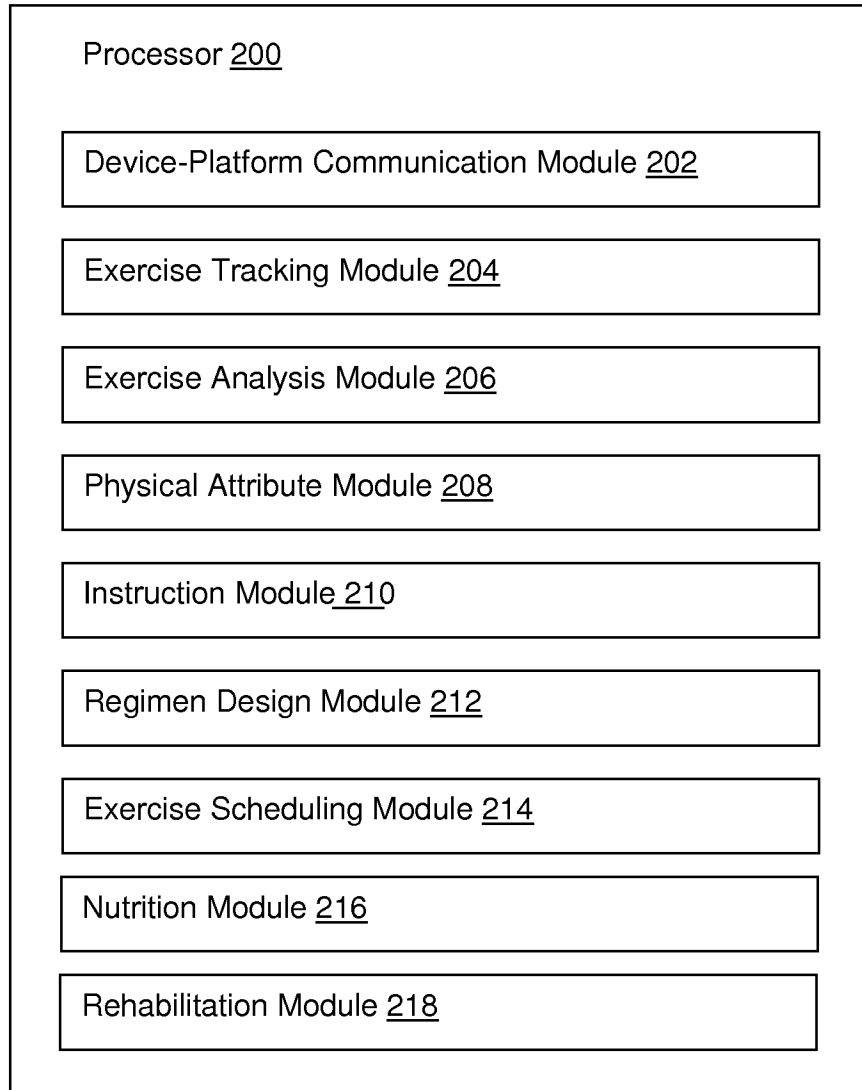 Processor 200
Device-Platform Communication Module 202
Exercise Tracking Module 204
Exercise Analysis Module 206
Physical Attribute Module 208
Instruction Module 210
Regimen Design Module 212
Exercise Scheduling Module 214
Nutrition Module 216
Rehabilitation Module 218